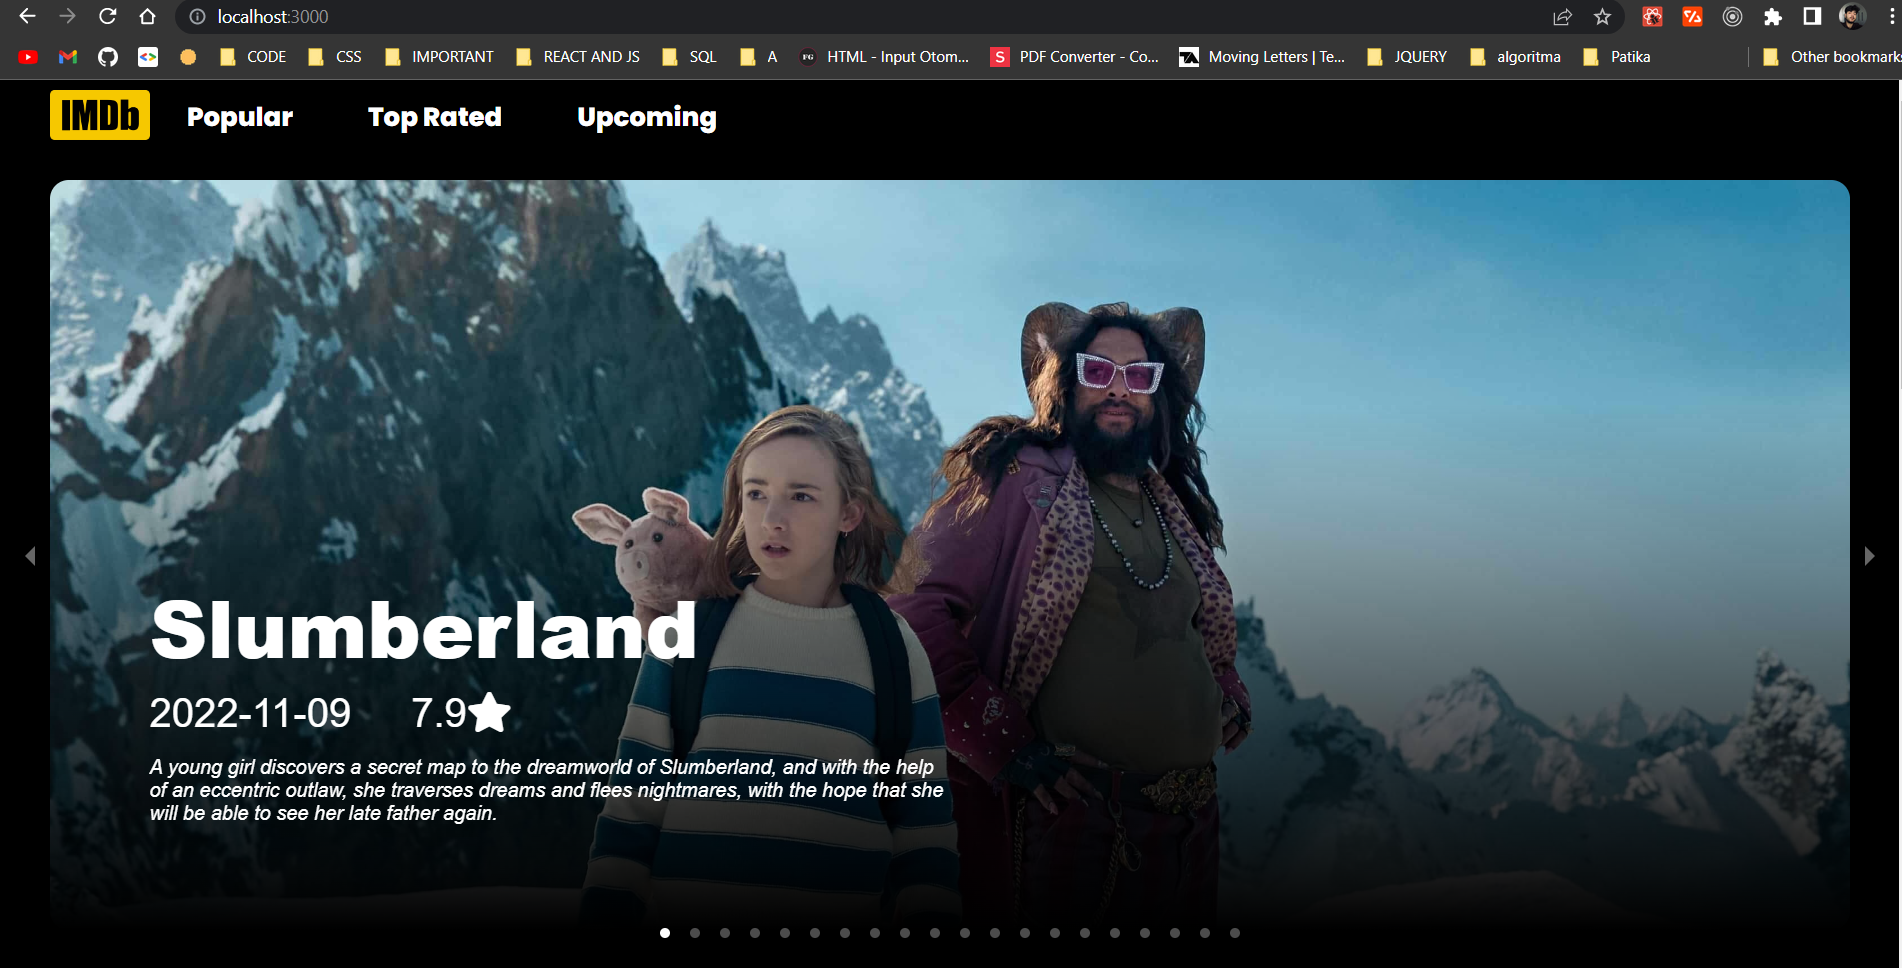 localhost:3000
CODE CSS IMPORTANT REACT AND JS SQL A HTML - Input Otom... S PDF Converter - Co... Moving Letters | Te... JQUERY algoritma Patika Other bookmarks
IMDb Popular Top Rated Upcoming
Slumberland
2022-11-09 7.9
A young girl discovers a secret map to the dreamworld of Slumberland, and with the help
of an eccentric outlaw, she traverses dreams and flees nightmares, with the hope that she
will be able to see her late father again.